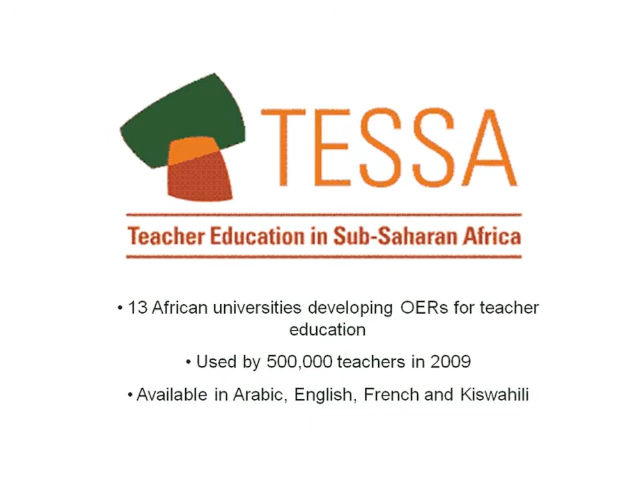 TESSA
Teacher Education in Sub-Saharan Africa
• 13 African universities developing OERs for teacher
education
• Used by 500,000 teachers in 2009
• Available in Arabic, English, French and Kiswahili